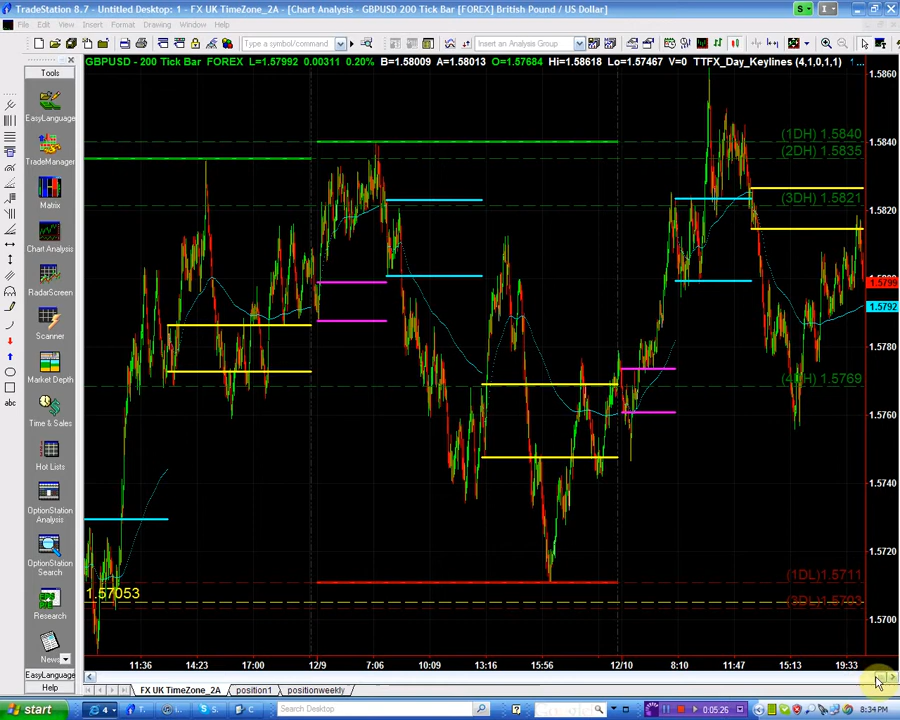 TradeStation 8.7 - Untitled Desktop: 1 - FX UK TimeZone_2A - [Chart Analysis - GBPUSD 200 Tick Bar [FOREX] British Pound / US Dollar]
S
I
File Edit View Insert Format Drawing Window Help
Type a symbol/command
Insert an Analysis Group
GBPUSD - 200 Tick Bar FOREX L=1.57992 0.00311 0.20% B=1.58009 A=1.58013 O=1.57684 Hi=1.58618 Lo=1.57467 V=0 TTFX_Day_Keylines (4,1,0,1,1) 1...
Tools
EasyLanguage
TradeManager
Matrix
Chart Analysis
RadarScreen
Scanner
Market Depth
Time & Sales
Hot Lists
OptionStation
Analysis
OptionStation
Search
Research
News
EasyLanguage
Help
abc
1.5860
(1DH) 1.5840
1.5840
(2DH) 1.5835
(3DH) 1.5821
1.5820
1.5799
1.5792
1.5780
(4DH) 1.5769
1.5760
1.5740
1.5720
(1DL)1.5711
1.57053
(3DL)1.5703
1.5700
11:36 14:23 17:00 12/9 7:06 10:09 13:16 15:56 12/10 8:10 11:47 15:13 19:33
FX UK TimeZone_2A position1 positionweekly
start
4
T.
S.
C
Search Desktop
Google
0:05:26
8:34 PM